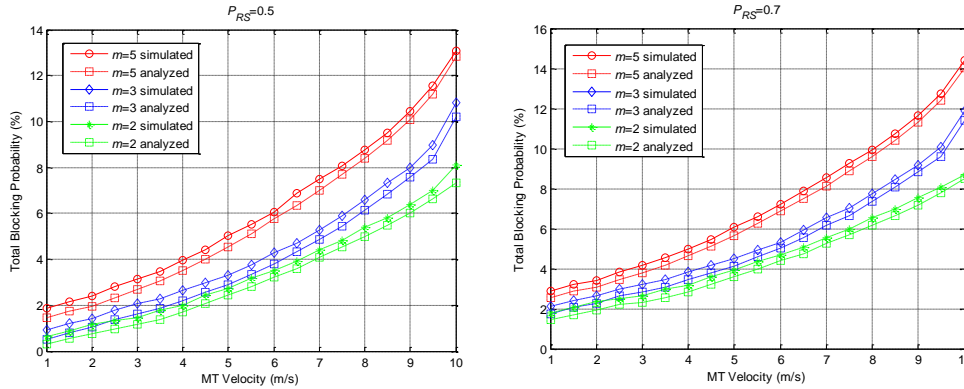 P_RS=0.5
14
12
10
8
6
4
2
0
Total Blocking Probability (%)
m=5 simulated
m=5 analyzed
m=3 simulated
m=3 analyzed
m=2 simulated
m=2 analyzed
1 2 3 4 5 6 7 8 9 10
MT Velocity (m/s)
P_RS=0.7
16
14
12
10
8
6
4
2
0
Total Blocking Probability (%)
m=5 simulated
m=5 analyzed
m=3 simulated
m=3 analyzed
m=2 simulated
m=2 analyzed
1 2 3 4 5 6 7 8 9 1
MT Velocity (m/s)